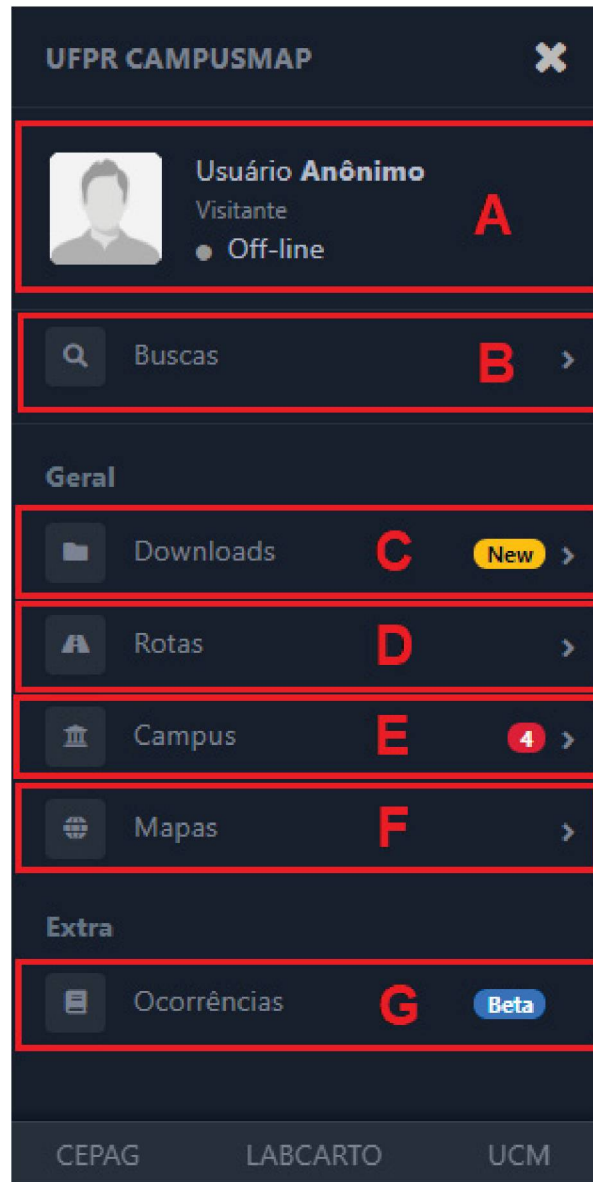 UFPR CAMPUSMAP
Usuário Anônimo
Visitante
Off-line
A
Buscas B
Geral
Downloads C New
Rotas D
Campus E 4
Mapas F
Extra
Ocorrências G Beta
CEPAG LABCARTO UCM